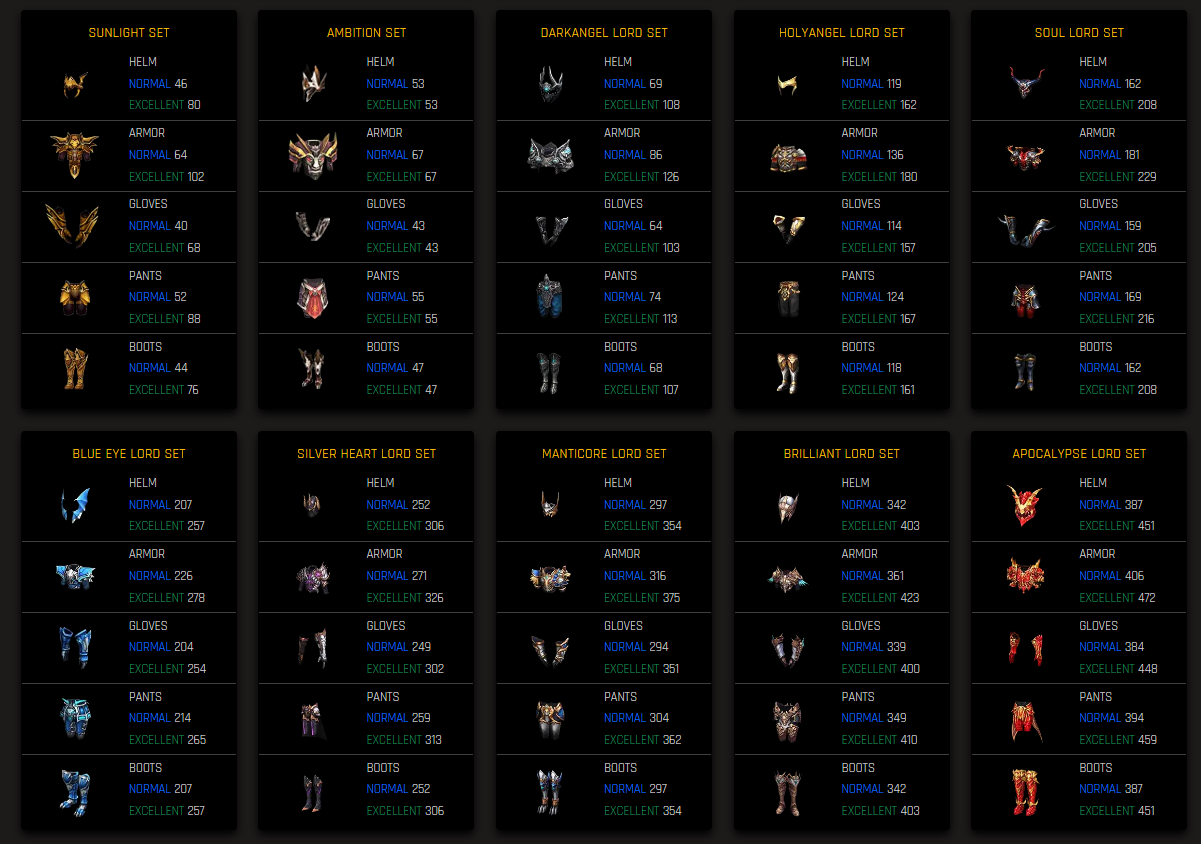 SUNLIGHT SET
HELM
NORMAL 46
EXCELLENT 80
ARMOR
NORMAL 64
EXCELLENT 102
GLOVES
NORMAL 40
EXCELLENT 68
PANTS
NORMAL 52
EXCELLENT 88
BOOTS
NORMAL 44
EXCELLENT 76
AMBITION SET
HELM
NORMAL 53
EXCELLENT 53
ARMOR
NORMAL 67
EXCELLENT 67
GLOVES
NORMAL 43
EXCELLENT 43
PANTS
NORMAL 55
EXCELLENT 55
BOOTS
NORMAL 47
EXCELLENT 47
DARKANGEL LORD SET
HELM
NORMAL 69
EXCELLENT 108
ARMOR
NORMAL 86
EXCELLENT 126
GLOVES
NORMAL 64
EXCELLENT 103
PANTS
NORMAL 74
EXCELLENT 113
BOOTS
NORMAL 68
EXCELLENT 107
HOLYANGEL LORD SET
HELM
NORMAL 119
EXCELLENT 162
ARMOR
NORMAL 136
EXCELLENT 180
GLOVES
NORMAL 114
EXCELLENT 157
PANTS
NORMAL 124
EXCELLENT 167
BOOTS
NORMAL 118
EXCELLENT 161
SOUL LORD SET
HELM
NORMAL 162
EXCELLENT 208
ARMOR
NORMAL 181
EXCELLENT 229
GLOVES
NORMAL 159
EXCELLENT 205
PANTS
NORMAL 169
EXCELLENT 216
BOOTS
NORMAL 162
EXCELLENT 208
BLUE EYE LORD SET
HELM
NORMAL 207
EXCELLENT 257
ARMOR
NORMAL 226
EXCELLENT 278
GLOVES
NORMAL 204
EXCELLENT 254
PANTS
NORMAL 214
EXCELLENT 265
BOOTS
NORMAL 207
EXCELLENT 257
SILVER HEART LORD SET
HELM
NORMAL 252
EXCELLENT 306
ARMOR
NORMAL 271
EXCELLENT 326
GLOVES
NORMAL 249
EXCELLENT 302
PANTS
NORMAL 259
EXCELLENT 313
BOOTS
NORMAL 252
EXCELLENT 306
MANTICORE LORD SET
HELM
NORMAL 297
EXCELLENT 354
ARMOR
NORMAL 316
EXCELLENT 375
GLOVES
NORMAL 294
EXCELLENT 351
PANTS
NORMAL 304
EXCELLENT 362
BOOTS
NORMAL 297
EXCELLENT 354
BRILLIANT LORD SET
HELM
NORMAL 342
EXCELLENT 403
ARMOR
NORMAL 361
EXCELLENT 423
GLOVES
NORMAL 339
EXCELLENT 400
PANTS
NORMAL 349
EXCELLENT 410
BOOTS
NORMAL 342
EXCELLENT 403
APOCALYPSE LORD SET
HELM
NORMAL 387
EXCELLENT 451
ARMOR
NORMAL 406
EXCELLENT 472
GLOVES
NORMAL 384
EXCELLENT 448
PANTS
NORMAL 394
EXCELLENT 459
BOOTS
NORMAL 387
EXCELLENT 451